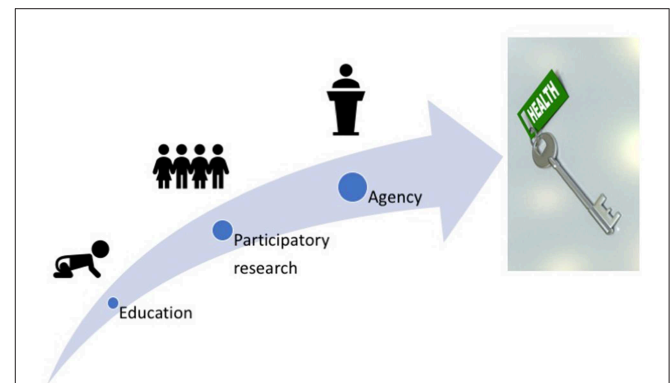 HEALTH
Agency
Participatory
research
Education